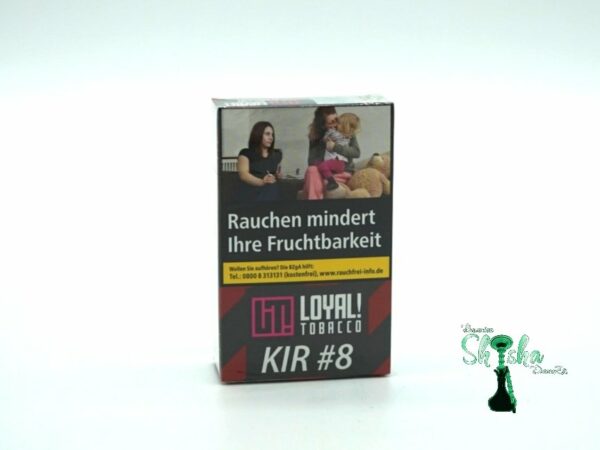 Rauchen mindert
Ihre Fruchtbarkeit
Wollen Sie aufhören? Die BZgA hilft:
Tel.: 0800 8 313131 (kostenfrei), www.rauchfrei-info.de
LT! LOYAL!
TOBACCO
KIR #8
Shisha